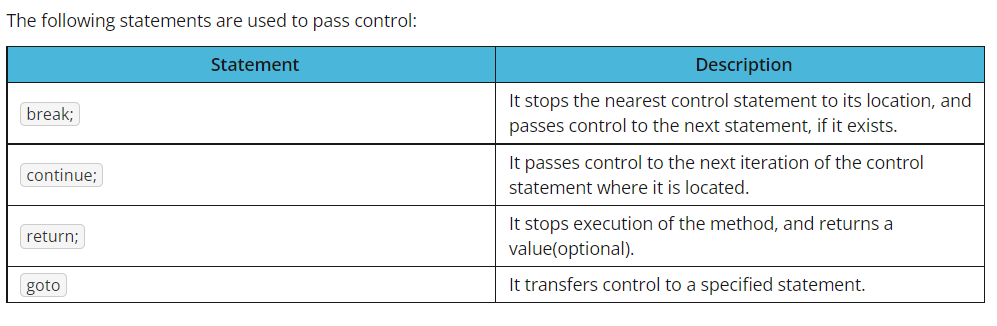 The following statements are used to pass control:
Statement
Description
break;
It stops the nearest control statement to its location, and
passes control to the next statement, if it exists.
continue;
It passes control to the next iteration of the control
statement where it is located.
return;
It stops execution of the method, and returns a
value(optional).
goto
It transfers control to a specified statement.